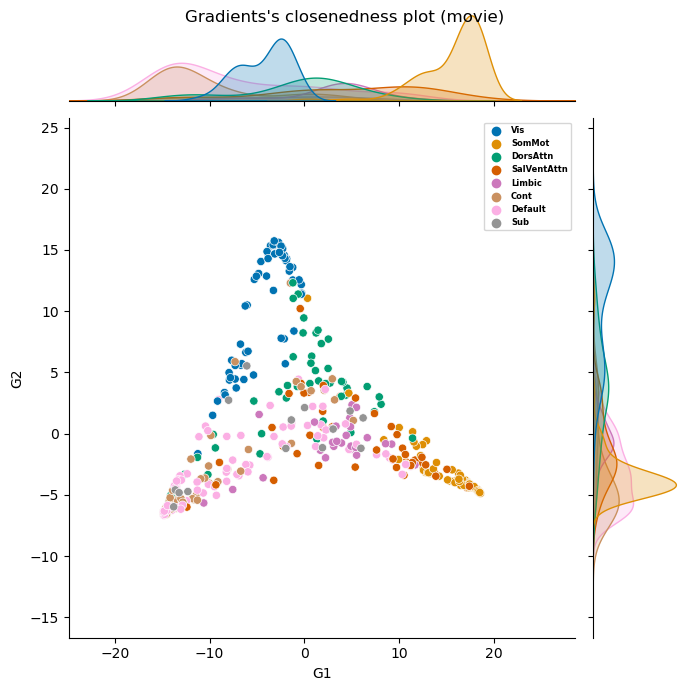 Gradients's closenedness plot (movie)
25
20
15
10
5
0
−5
−10
−15
G2
−20
−10
0
10
20
G1
Vis
SomMot
DorsAttn
SalVentAttn
Limbic
Cont
Default
Sub